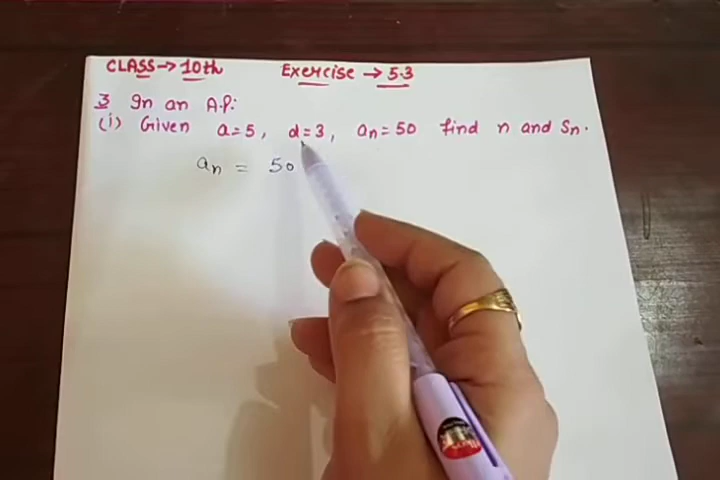 CLASS→10th Exercise → 5.3
3 In an A.P:
(i) Given a=5, d=3, an=50 find n and Sn.
an = 50